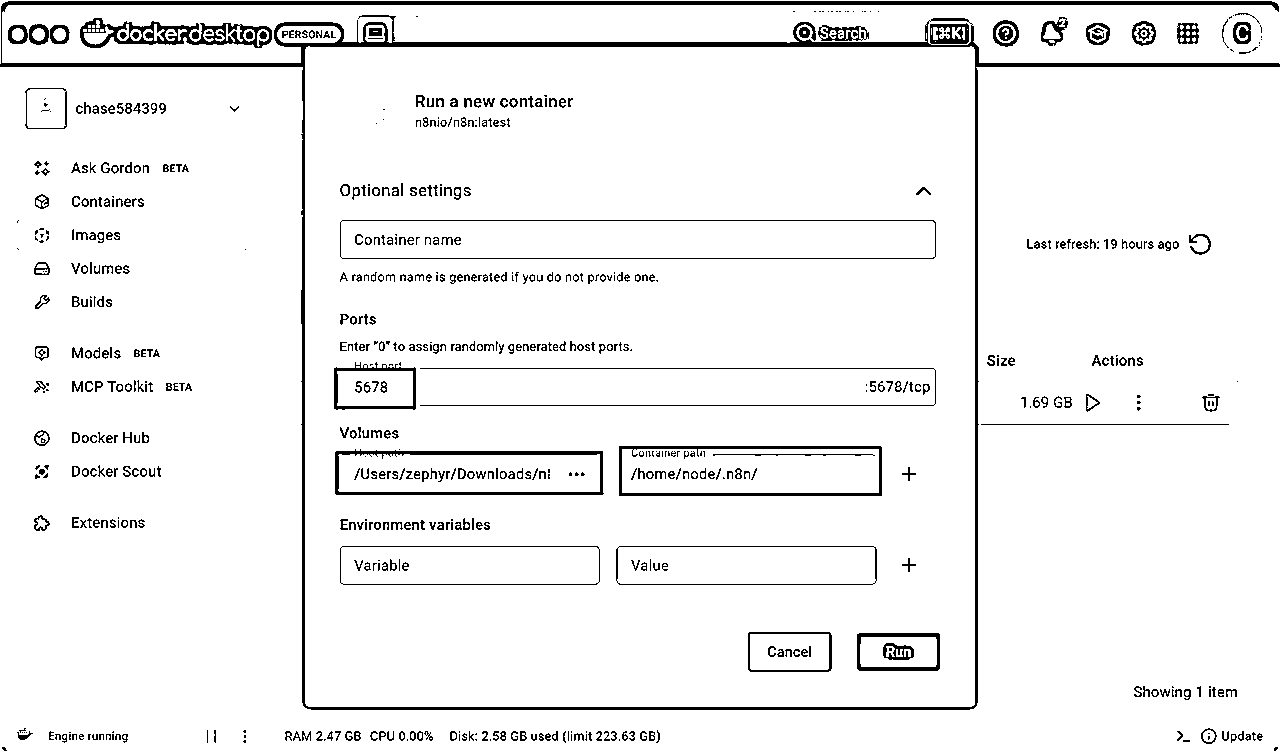 dockerdesktop PERSONAL
Search
⌘K
2
C
chase584399
Ask Gordon BETA
Containers
Images
Volumes
Builds
Models BETA
MCP Toolkit BETA
Docker Hub
Docker Scout
Extensions
Run a new container
n8nio/n8n:latest
Optional settings
Container name
A random name is generated if you do not provide one.
Ports
Enter "0" to assign randomly generated host ports.
Host port
5678
:5678/tcp
Volumes
Host path
/Users/zephyr/Downloads/n
Container path
/home/node/.n8n/
Environment variables
Variable
Value
Cancel
Run
Last refresh: 19 hours ago
Size
Actions
1.69 GB
Showing 1 item
Engine running
RAM 2.47 GB CPU 0.00% Disk: 2.58 GB used (limit 223.63 GB)
Update